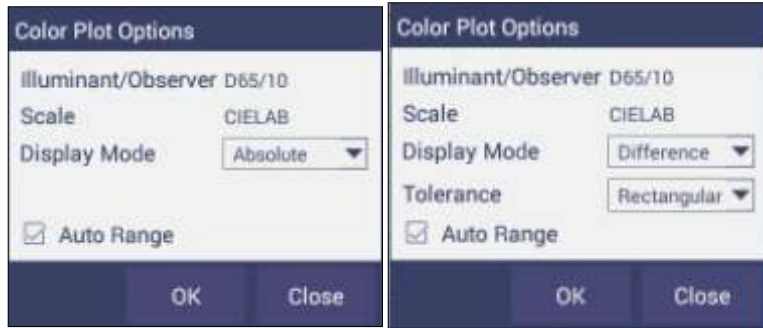 Color Plot Options
Illuminant/Observer D65/10
Scale CIELAB
Display Mode Absolute
Auto Range
OK Close
Color Plot Options
Illuminant/Observer D65/10
Scale CIELAB
Display Mode Difference
Tolerance Rectangular
Auto Range
OK Close